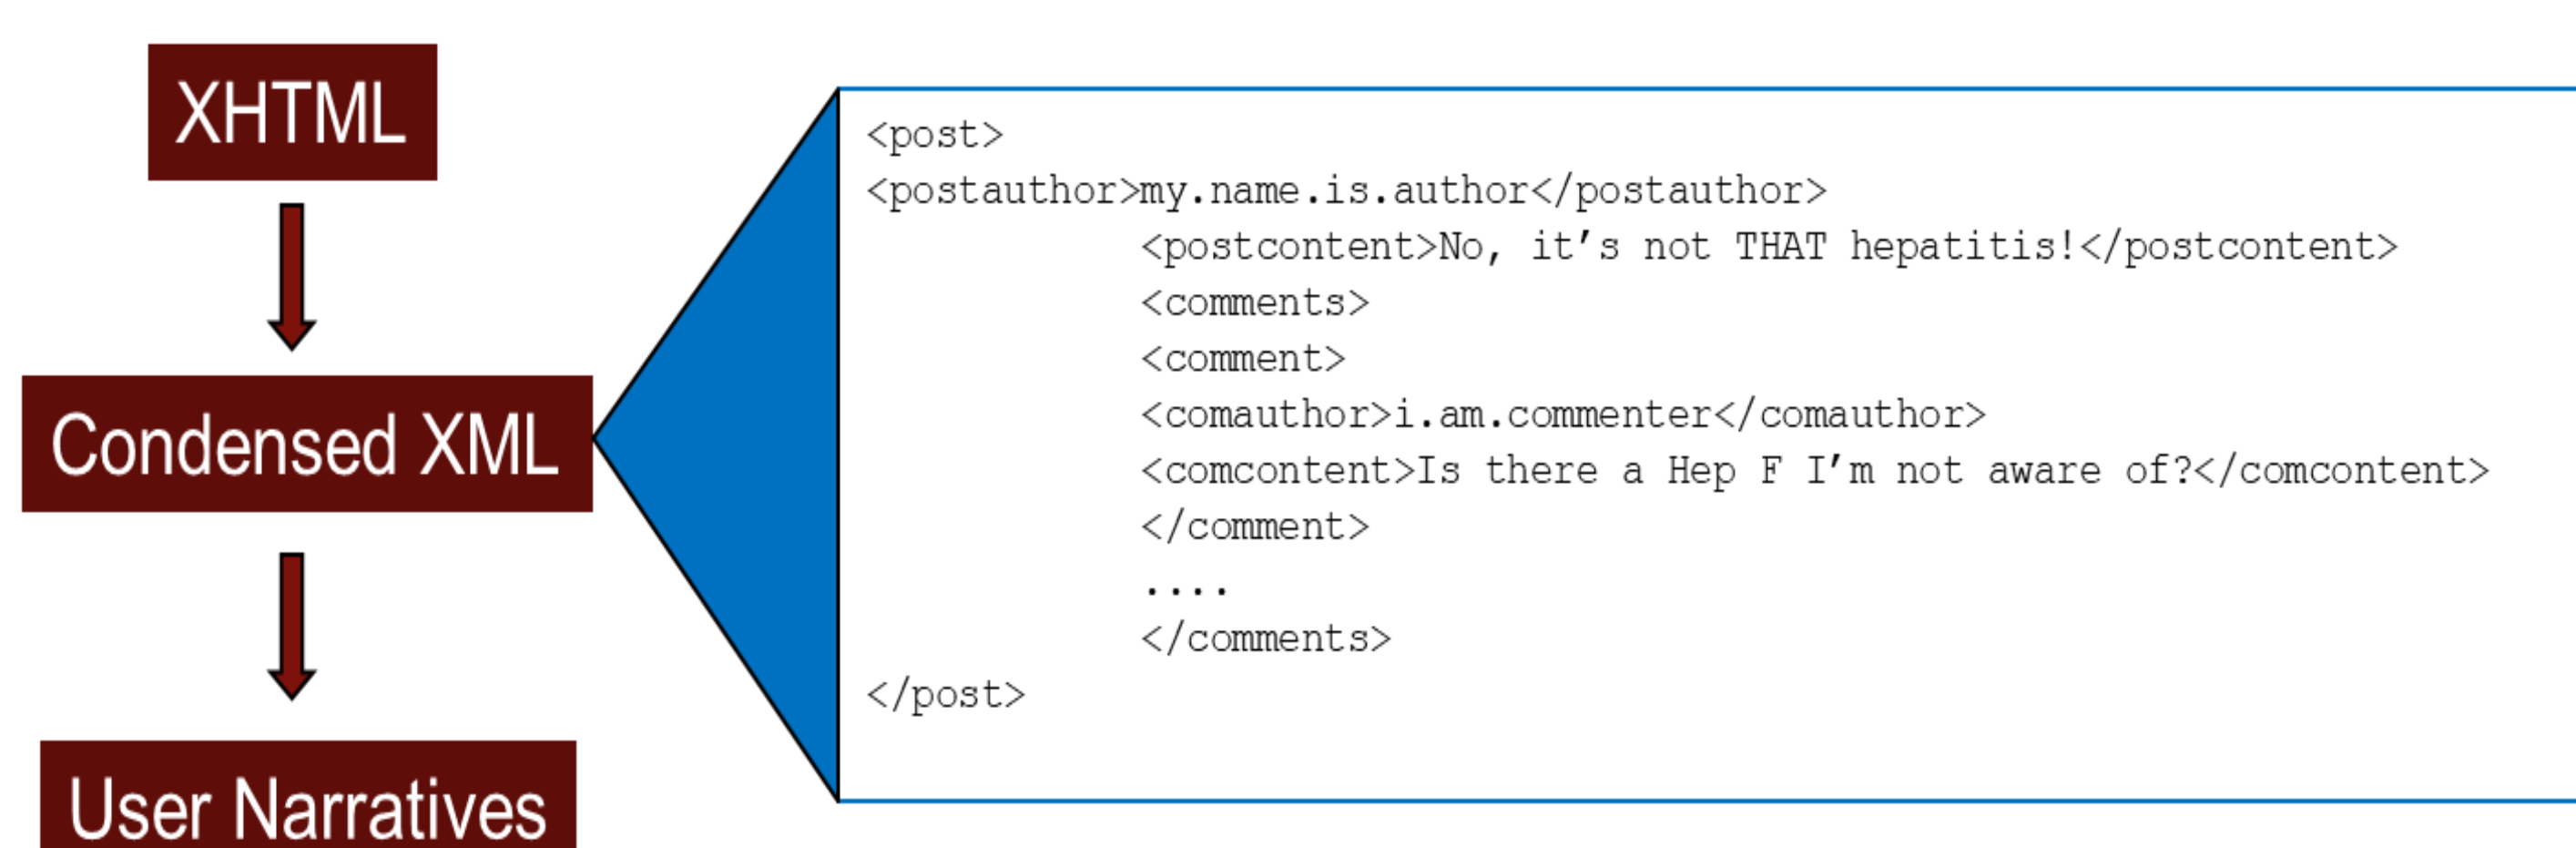 XHTML
Condensed XML
User Narratives
<post>
<postauthor>my.name.is.author</postauthor>
<postcontent>No, it’s not THAT hepatitis!</postcontent>
<comments>
<comment>
<comauthor>i.am.commenter</comauthor>
<comcontent>Is there a Hep F I’m not aware of?</comcontent>
</comment>
....
</comments>
</post>